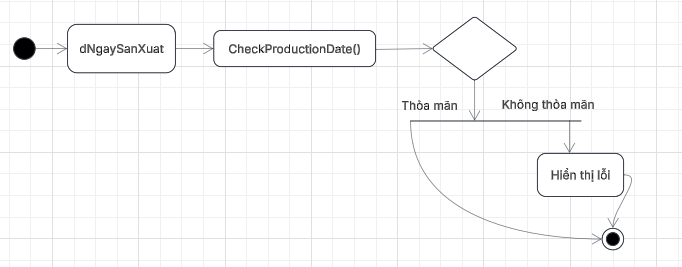 dNgaySanXuat
CheckProductionDate()
Thỏa mãn
Không thỏa mãn
Hiển thị lỗi